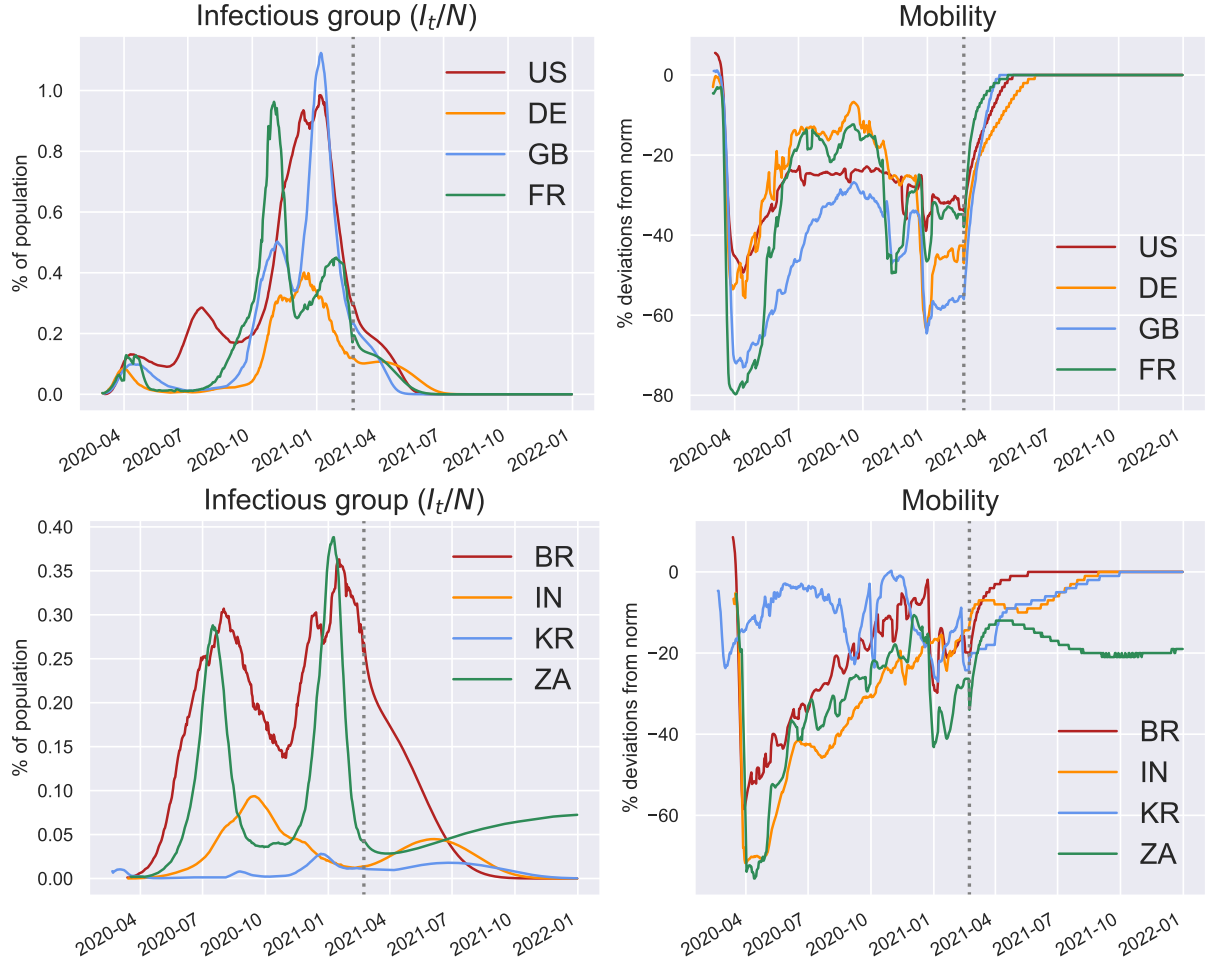 Infectious group (I_t/N)
% of population
1.0
0.8
0.6
0.4
0.2
0.0
US
DE
GB
FR
2020-04
2020-07
2020-10
2021-01
2021-04
2021-07
2021-10
2022-01
Mobility
% deviations from norm
0
−20
−40
−60
−80
US
DE
GB
FR
2020-04
2020-07
2020-10
2021-01
2021-04
2021-07
2021-10
2022-01
Infectious group (I_t/N)
% of population
0.40
0.35
0.30
0.25
0.20
0.15
0.10
0.05
0.00
BR
IN
KR
ZA
2020-04
2020-07
2020-10
2021-01
2021-04
2021-07
2021-10
2022-01
Mobility
% deviations from norm
0
−20
−40
−60
BR
IN
KR
ZA
2020-04
2020-07
2020-10
2021-01
2021-04
2021-07
2021-10
2022-01